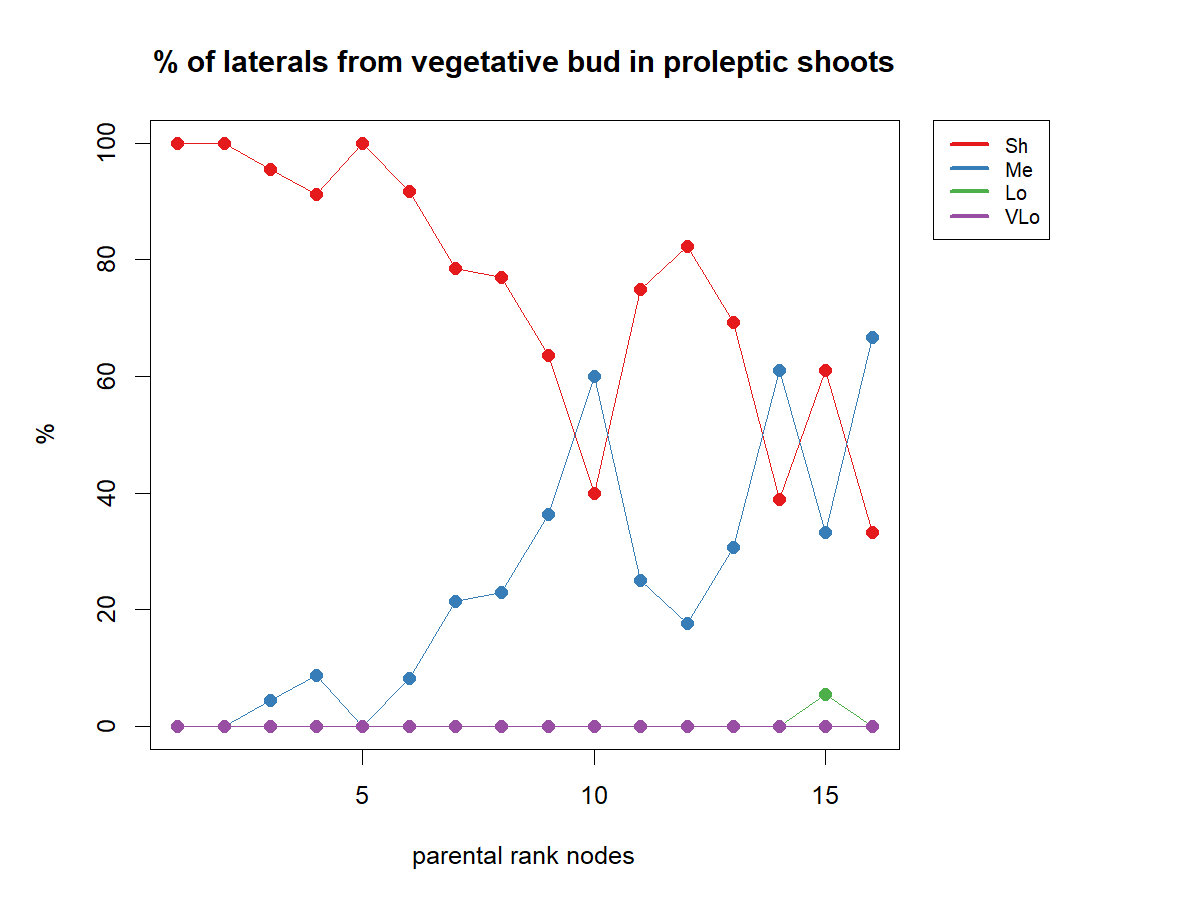 % of laterals from vegetative bud in proleptic shoots
Sh
Me
Lo
VLo
100
80
60
40
20
0
%
5 10 15
parental rank nodes